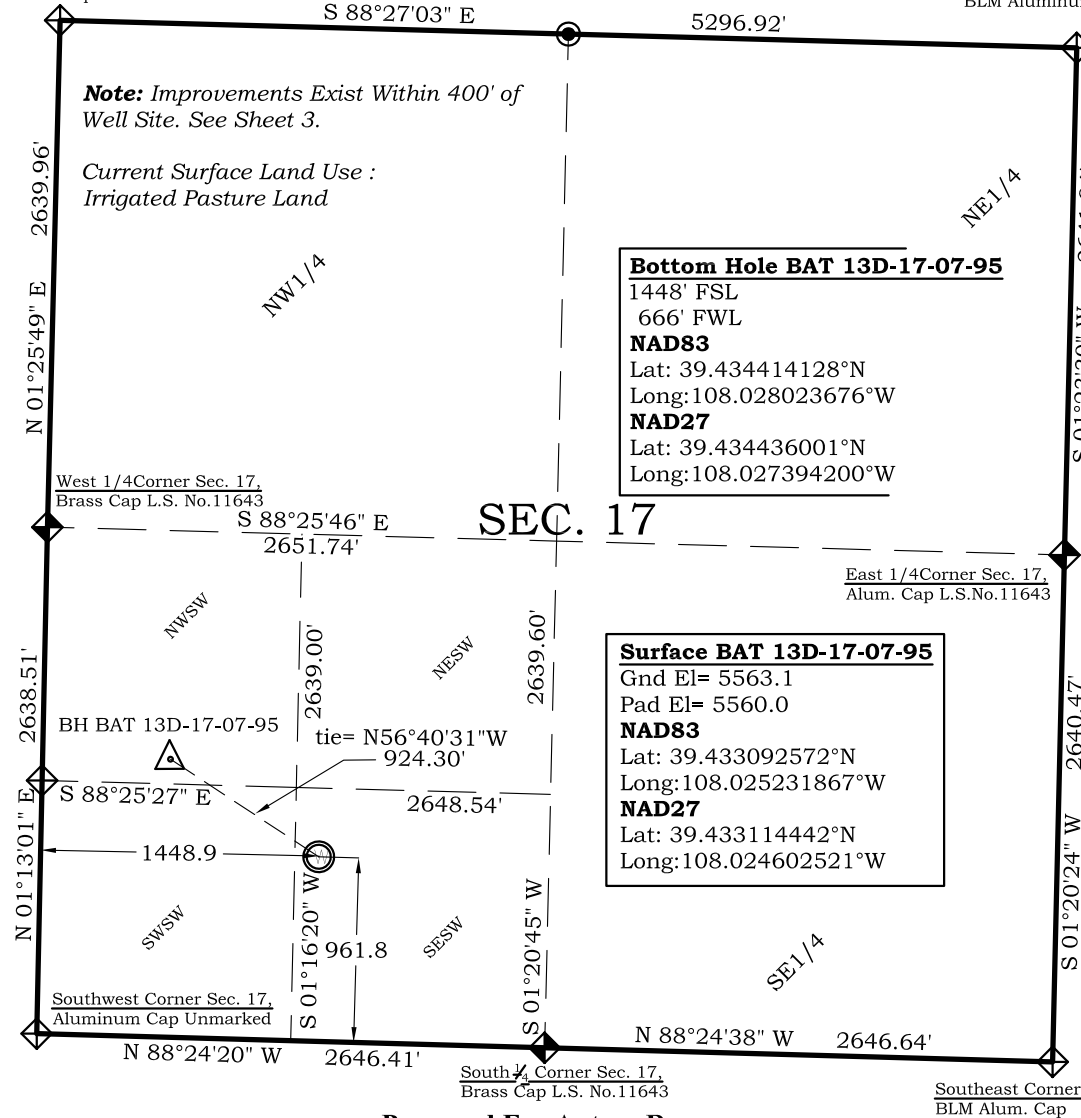 BLM Aluminum
S 88°27'03" E
5296.92'
Note: Improvements Exist Within 400' of
Well Site. See Sheet 3.
Current Surface Land Use :
Irrigated Pasture Land
2639.96'
N 01°25'49" E
NW1/4
NE1/4
Bottom Hole BAT 13D-17-07-95
1448' FSL
666' FWL
NAD83
Lat: 39.434414128°N
Long:108.028023676°W
NAD27
Lat: 39.434436001°N
Long:108.027394200°W
West 1/4Corner Sec. 17,
Brass Cap L.S. No.11643
S 88°25'46" E
2651.74'
SEC. 17
East 1/4Corner Sec. 17,
Alum. Cap L.S.No.11643
NWSW
NESW
2639.00'
2639.60'
2638.51'
BH BAT 13D-17-07-95
tie= N56°40'31"W
924.30'
S 88°25'27" E
2648.54'
Surface BAT 13D-17-07-95
Gnd El= 5563.1
Pad El= 5560.0
NAD83
Lat: 39.433092572°N
Long:108.025231867°W
NAD27
Lat: 39.433114442°N
Long:108.024602521°W
2640.47'
N 01°13'01" E
1448.9
S 01°16'20" W
961.8
S 01°20'45" W
SWSW
SESW
SE1/4
S 01°20'24" W
Southwest Corner Sec. 17,
Aluminum Cap Unmarked
N 88°24'20" W
2646.41'
N 88°24'38" W
2646.64'
South 1/4 Corner Sec. 17,
Brass Cap L.S. No.11643
Southeast Corner
BLM Alum. Cap